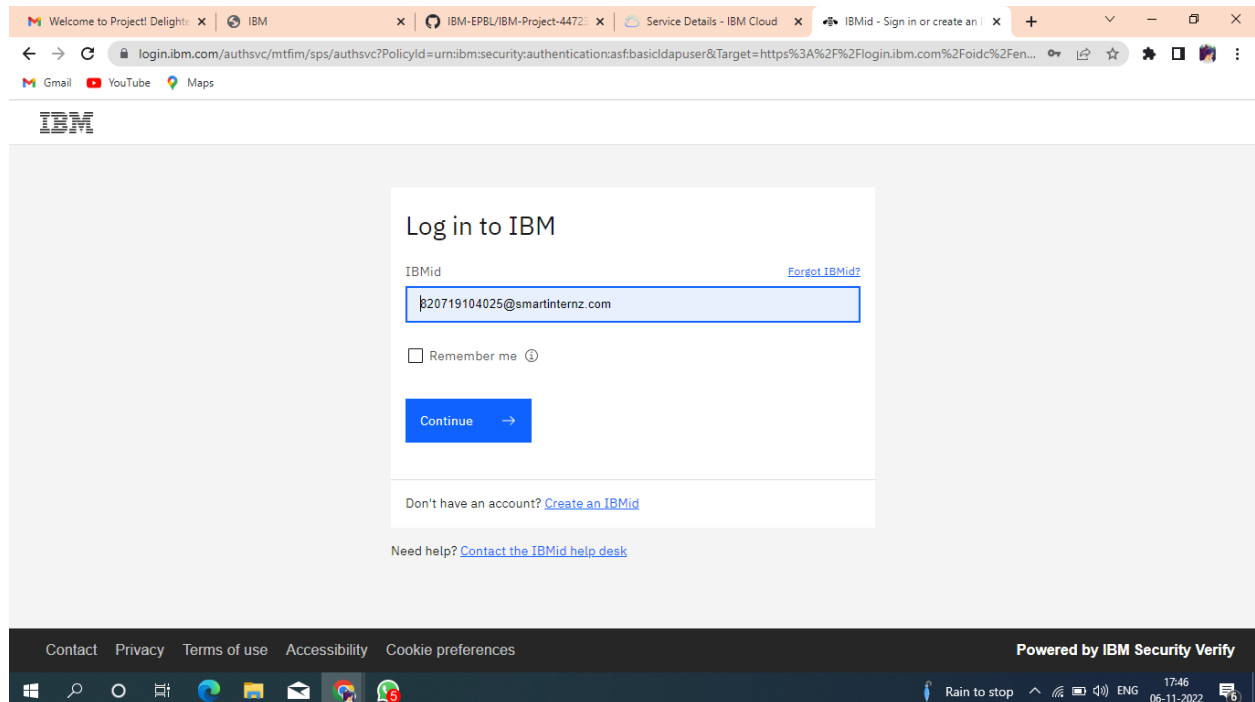 Welcome to Project! Delighte
IBM
IBM-EPBL/IBM-Project-4472
Service Details - IBM Cloud
IBMid - Sign in or create an I
login.ibm.com/authsvc/mtfim/sps/authsvc?PolicyId=urn:ibm:security:authentication:asf:basicldapuser&Target=https%3A%2F%2Flogin.ibm.com%2Foidc%2Fen...
Gmail YouTube Maps
IBM
Log in to IBM
IBMid Forgot IBMid?
820719104025@smartinternz.com
Remember me
Continue
Don't have an account? Create an IBMid
Need help? Contact the IBMid help desk
Contact Privacy Terms of use Accessibility Cookie preferences Powered by IBM Security Verify
5
Rain to stop ENG 17:46
06-11-2022
6